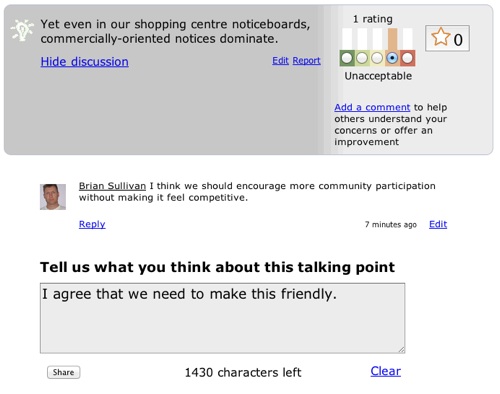 Yet even in our shopping centre noticeboards,
commercially-oriented notices dominate.
Hide discussion
Edit Report
1 rating
Unacceptable
0
Add a comment to help
others understand your
concerns or offer an
improvement
Brian Sullivan I think we should encourage more community participation
without making it feel competitive.
Reply
7 minutes ago
Edit
Tell us what you think about this talking point
I agree that we need to make this friendly.
Share
1430 characters left
Clear